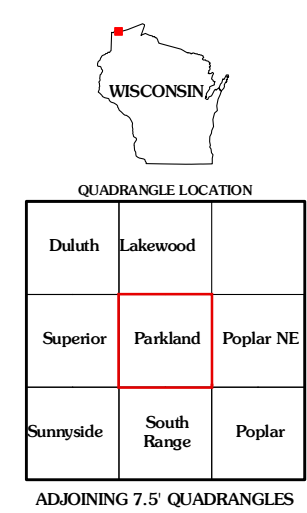 WISCONSIN
QUADRANGLE LOCATION
Duluth Lakewood
Superior Parkland Poplar NE
Sunnyside South Range Poplar
ADJOINING 7.5' QUADRANGLES